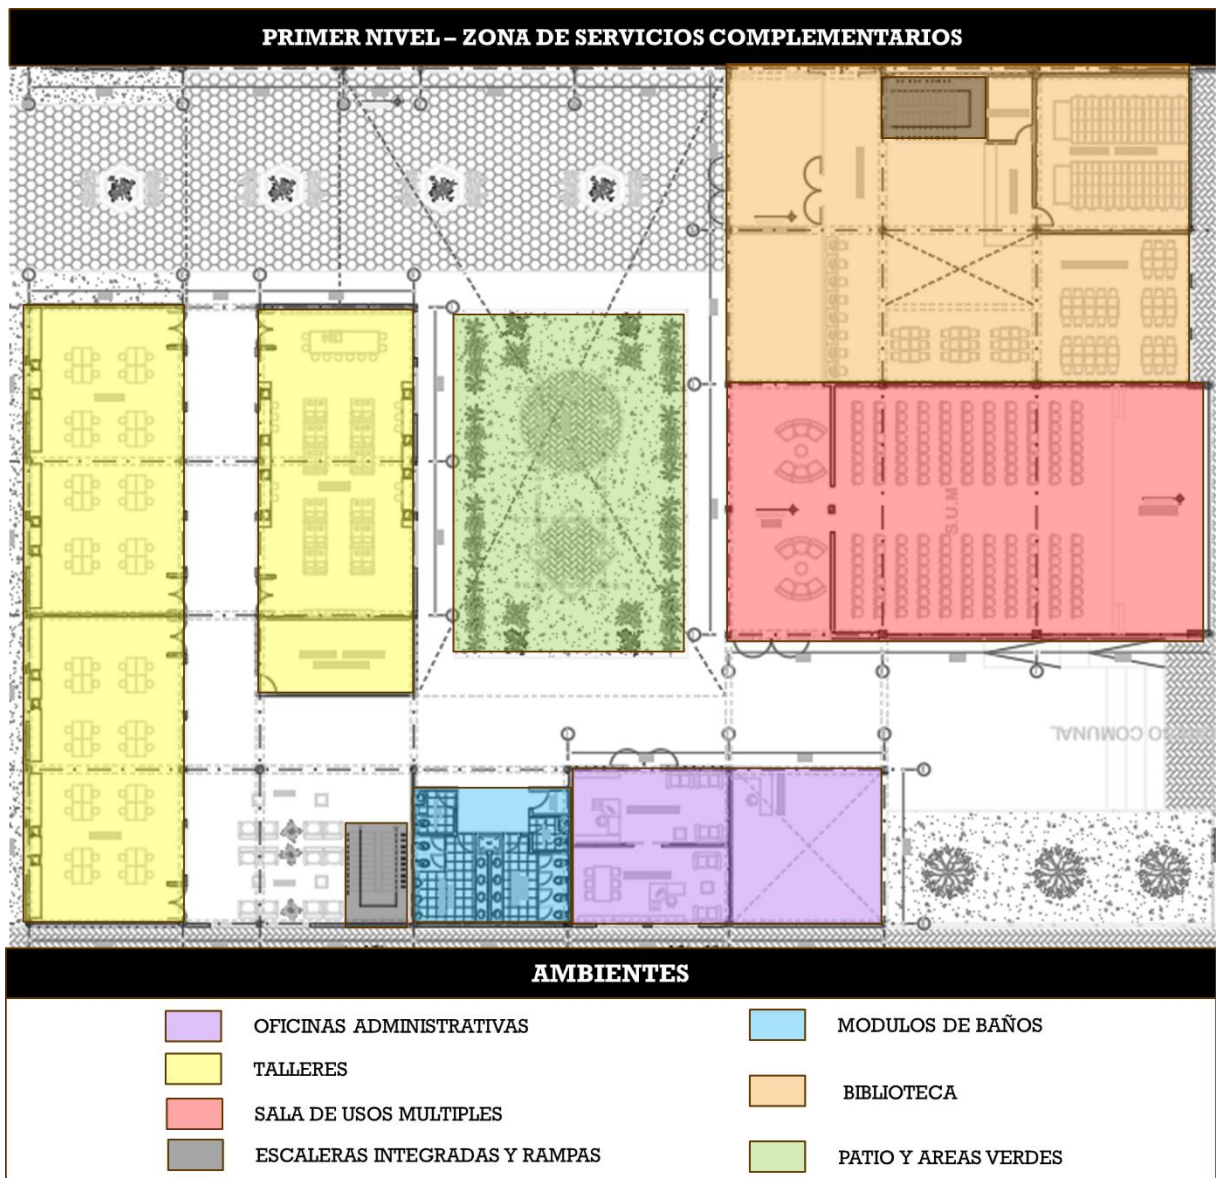 PRIMER NIVEL – ZONA DE SERVICIOS COMPLEMENTARIOS
S.U.M
COMUNAL
AMBIENTES
OFICINAS ADMINISTRATIVAS
TALLERES
SALA DE USOS MULTIPLES
ESCALERAS INTEGRADAS Y RAMPAS
MODULOS DE BAÑOS
BIBLIOTECA
PATIO Y AREAS VERDES